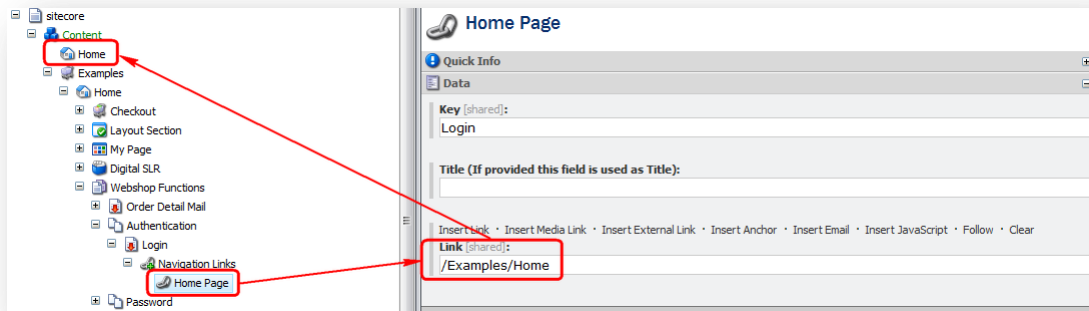 sitecore
Content
Home
Examples
Home
Checkout
Layout Section
My Page
Digital SLR
Webshop Functions
Order Detail Mail
Authentication
Login
Navigation Links
Home Page
Password
Home Page
Quick Info
Data
Key [shared]:
Login
Title (If provided this field is used as Title):
Insert Link · Insert Media Link · Insert External Link · Insert Anchor · Insert Email · Insert JavaScript · Follow · Clear
Link [shared]:
/Examples/Home